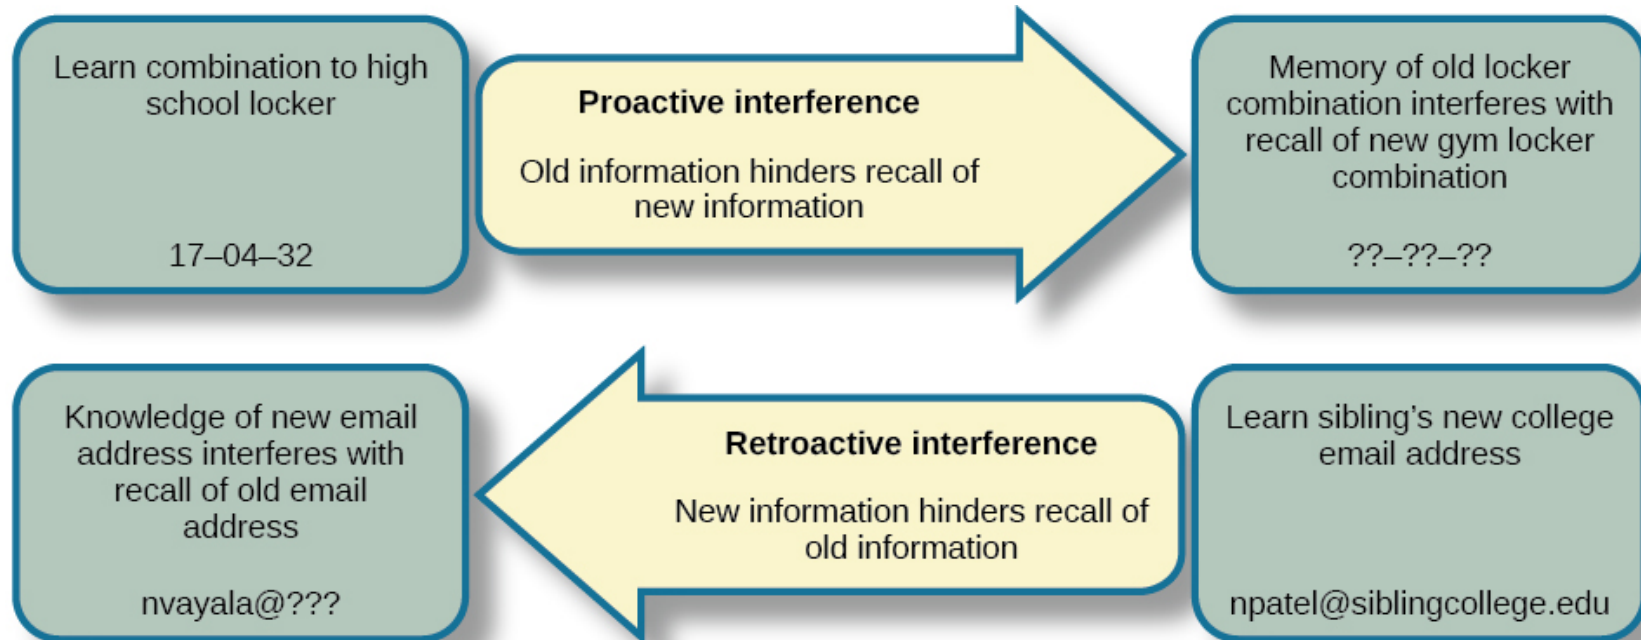 Learn combination to high
school locker
17–04–32
Proactive interference
Old information hinders recall of
new information
Memory of old locker
combination interferes with
recall of new gym locker
combination
??–??–??
Knowledge of new email
address interferes with
recall of old email
address
nvayala@???
Retroactive interference
New information hinders recall of
old information
Learn sibling’s new college
email address
npatel@siblingcollege.edu